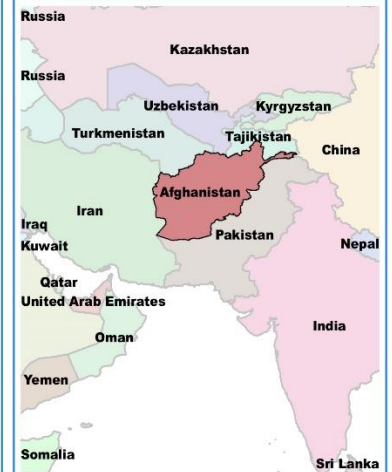 Russia
Kazakhstan
Russia
Uzbekistan
Kyrgyzstan
Turkmenistan
Tajikistan
China
Afghanistan
Iran
Iraq
Pakistan
Kuwait
Nepal
Qatar
United Arab Emirates
India
Oman
Yemen
Somalia
Sri Lanka